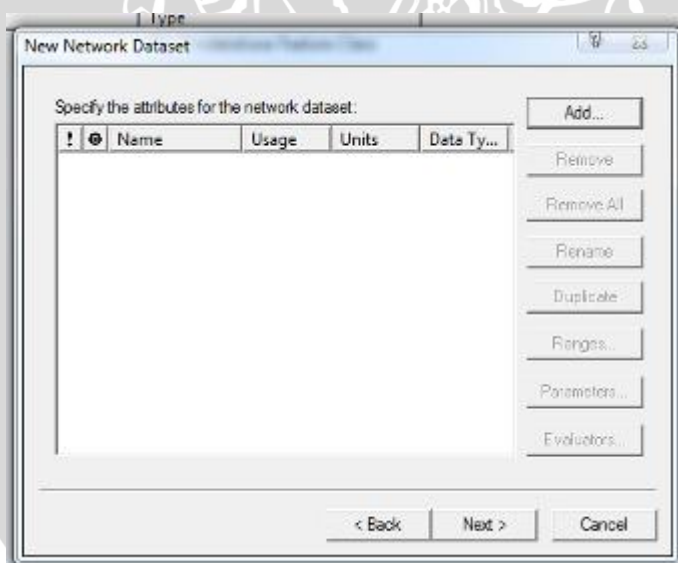 Type
New Network Dataset
Specify the attributes for the network dataset:
! Name Usage Units Data Ty...
Add...
Remove
Remove All
Rename
Duplicate
Ranges...
Parameters...
Evaluators...
< Back Next > Cancel